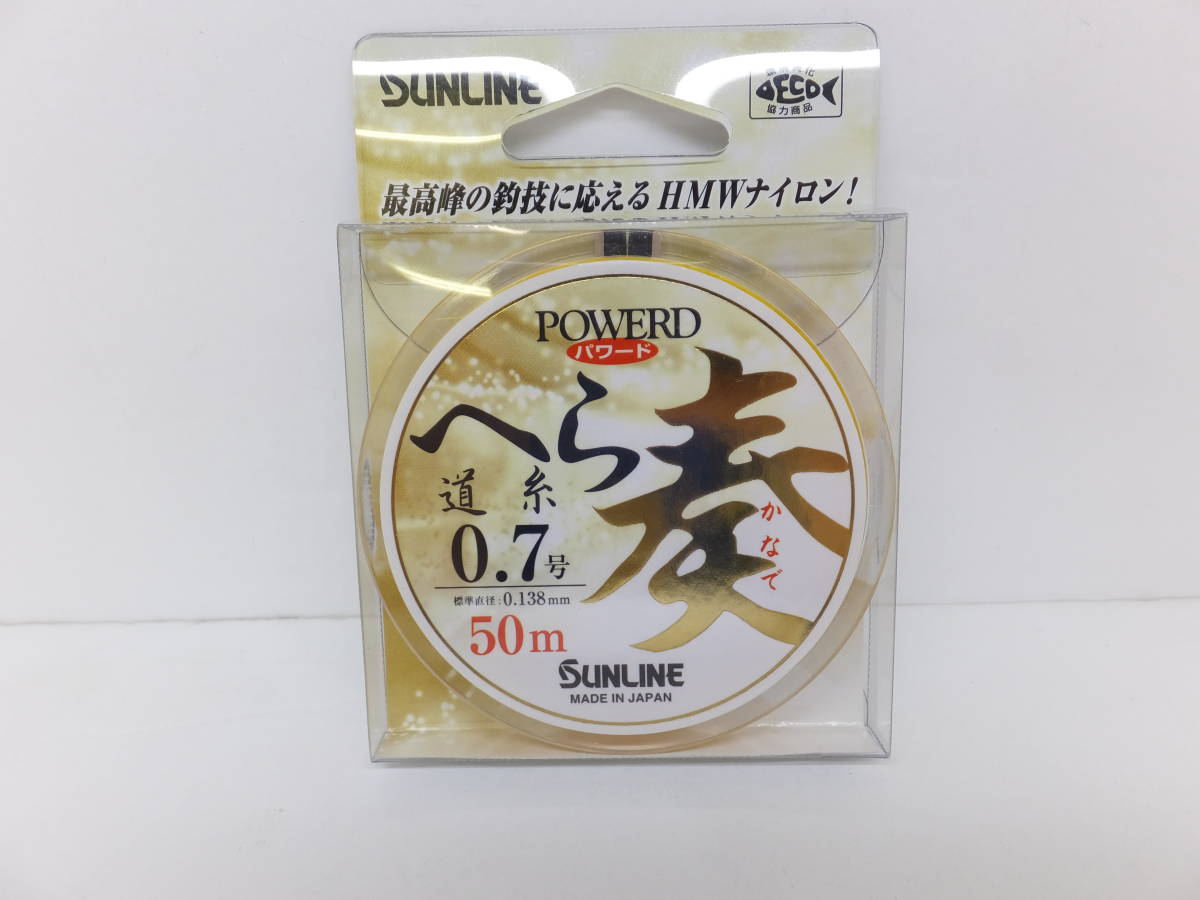 SUNLINE
ECO
協力商品
最高峰の釣技に応える HMWナイロン!
POWERD
パワード
へら 奏
かなで
道糸
0.7号
標準直径:0.138mm
50m
SUNLINE
MADE IN JAPAN